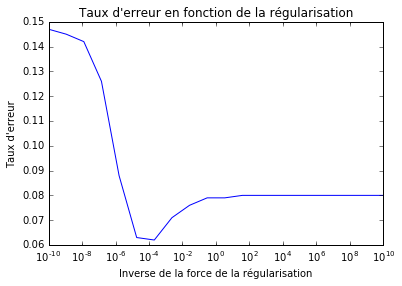 Taux d'erreur en fonction de la régularisation
0.15
0.14
0.13
0.12
0.11
0.10
0.09
0.08
0.07
0.06
Taux d'erreur
10^-10 10^-8 10^-6 10^-4 10^-2 10^0 10^2 10^4 10^6 10^8 10^10
Inverse de la force de la régularisation